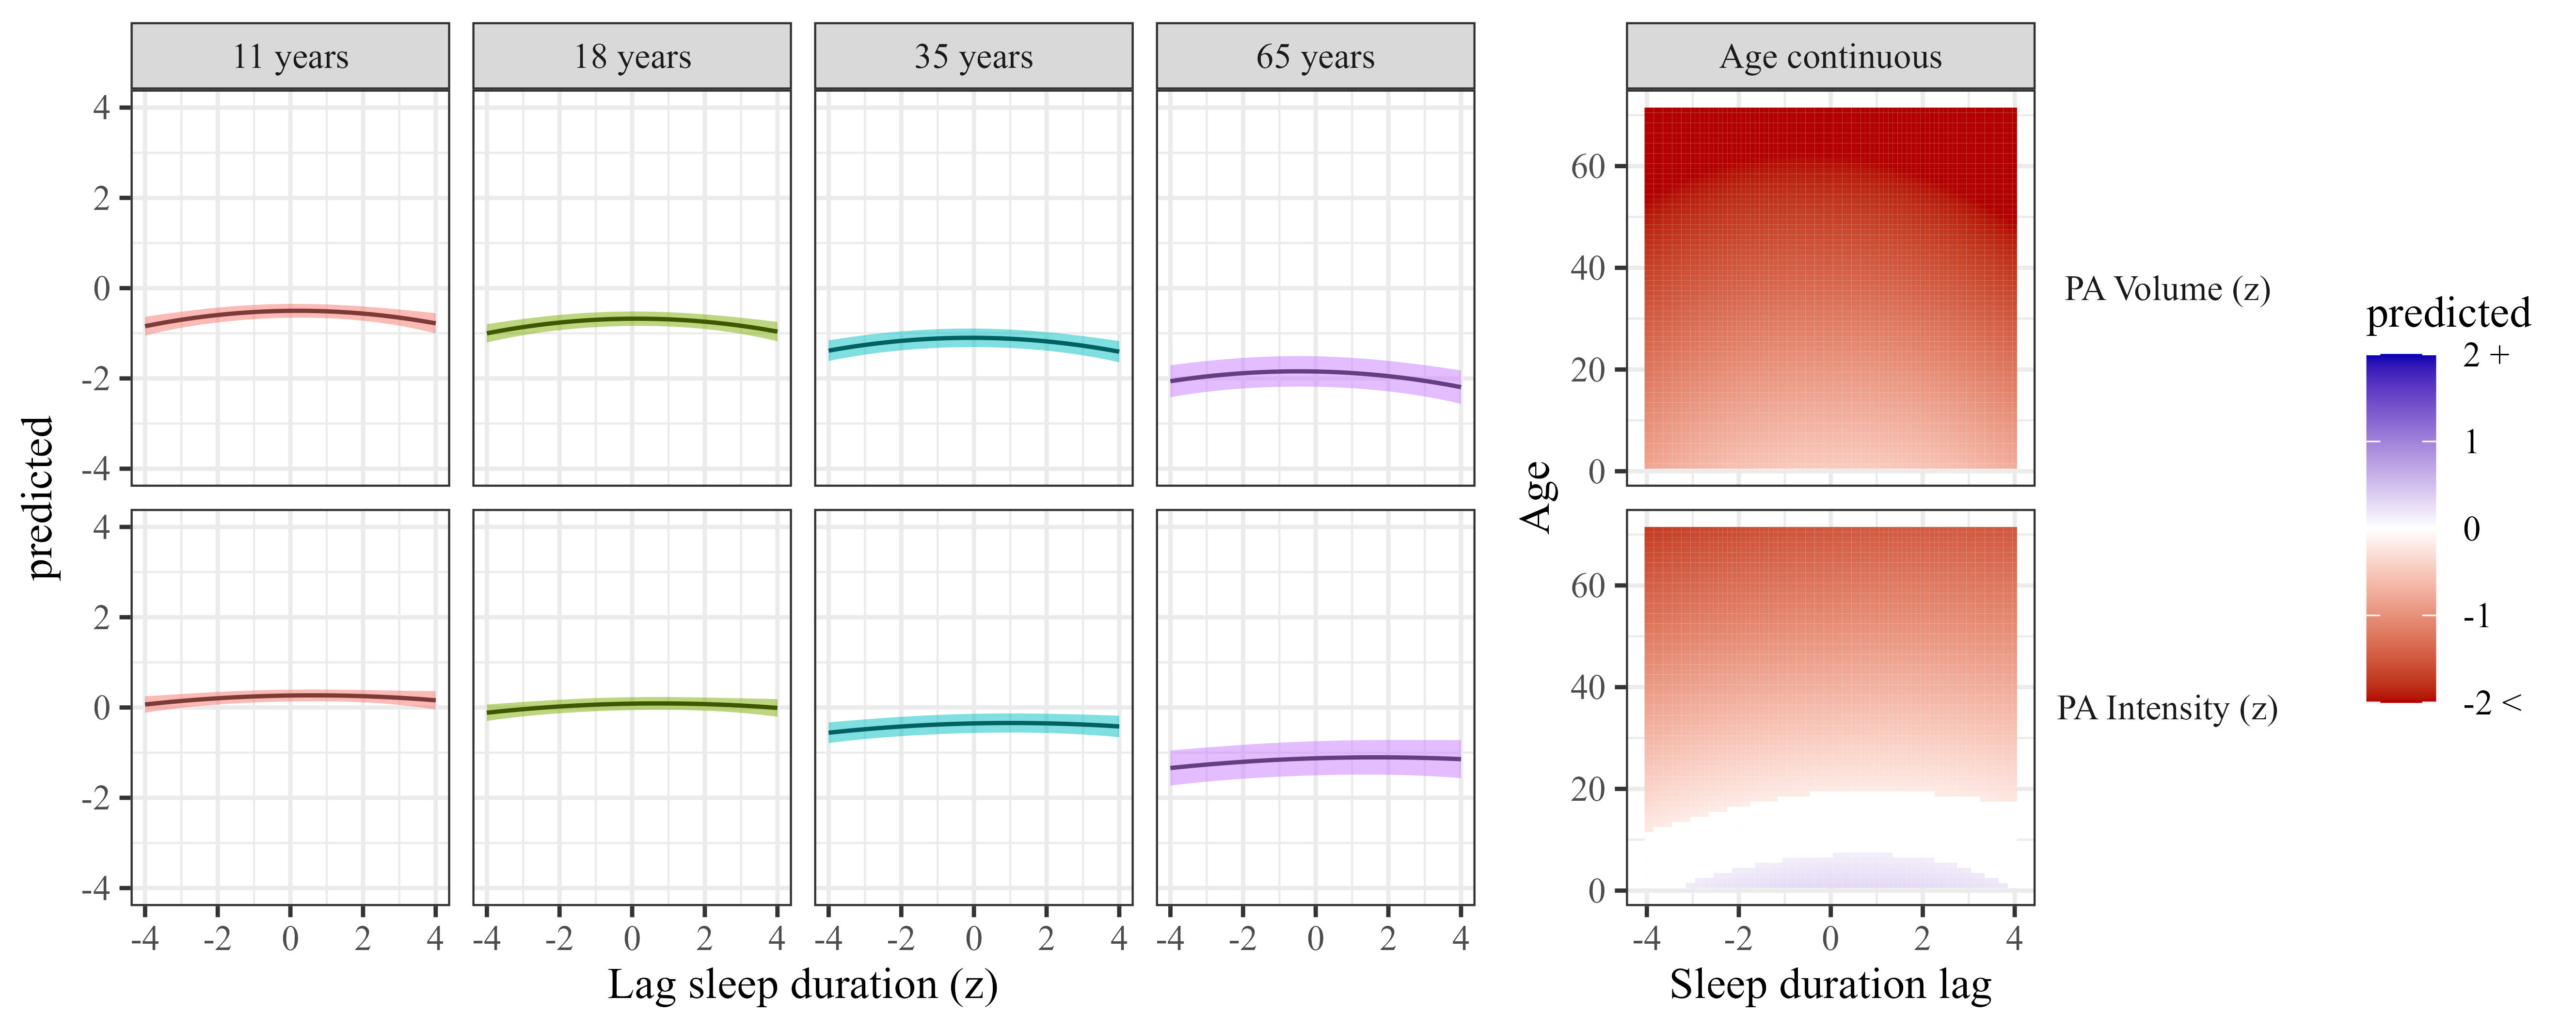 11 years
18 years
35 years
65 years
Age continuous
4
2
0
-2
-4
4
2
0
-2
-4
predicted
-4 -2 0 2 4
-4 -2 0 2 4
-4 -2 0 2 4
-4 -2 0 2 4
Lag sleep duration (z)
60
40
20
0
60
40
20
0
Age
-4 -2 0 2 4
Sleep duration lag
PA Volume (z)
PA Intensity (z)
predicted
2 +
1
0
-1
-2 <